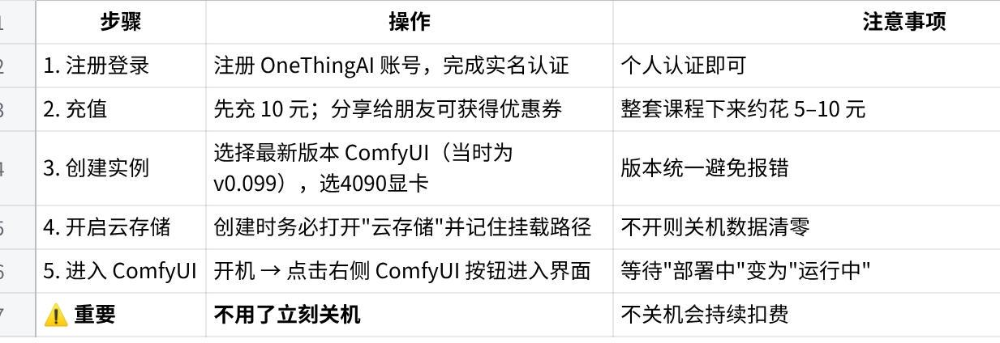 步骤 操作 注意事项
2 1. 注册登录 注册 OneThingAI 账号，完成实名认证 个人认证即可
2. 充值 先充 10 元；分享给朋友可获得优惠券 整套课程下来约花 5–10 元
选择最新版本 ComfyUI（当时为
3. 创建实例 v0.099），选4090显卡 版本统一避免报错
4. 开启云存储 创建时务必打开"云存储"并记住挂载路径 不开则关机数据清零
5. 进入 ComfyUI 开机 → 点击右侧 ComfyUI 按钮进入界面 等待"部署中"变为"运行中"
⚠️ 重要 不用了立刻关机 不关机会持续扣费